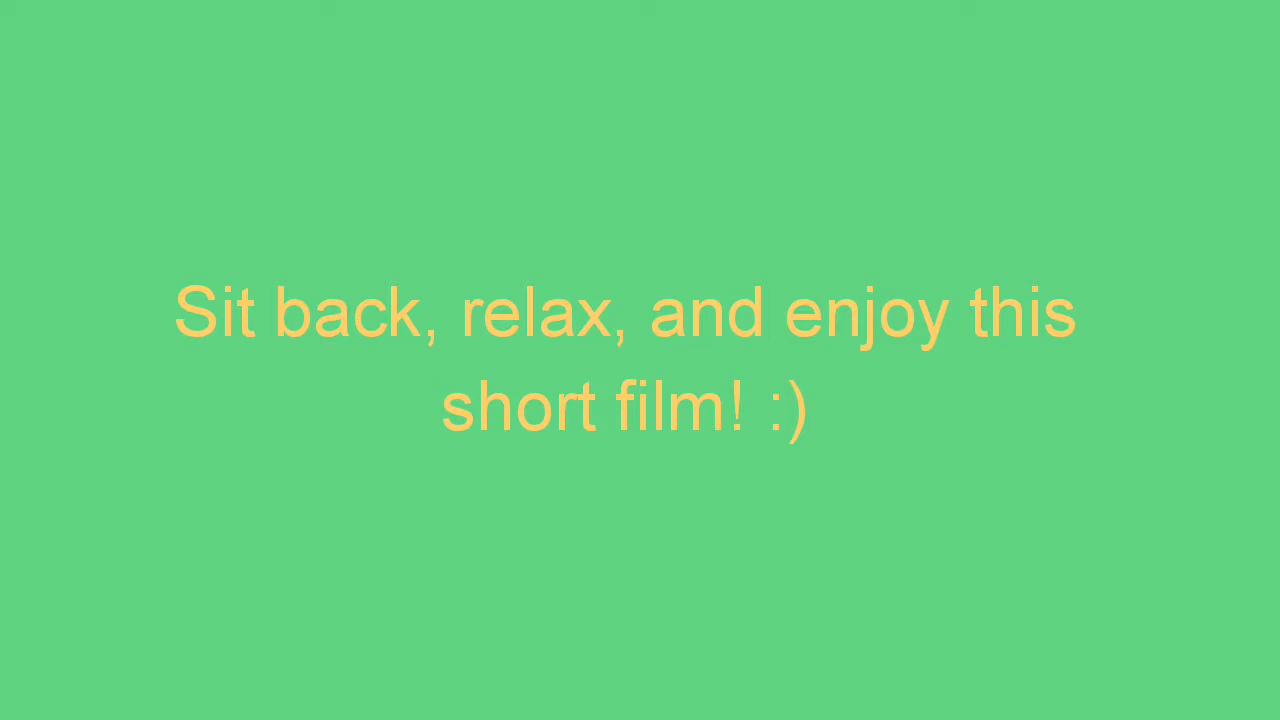 Sit back, relax, and enjoy this
short film! :)